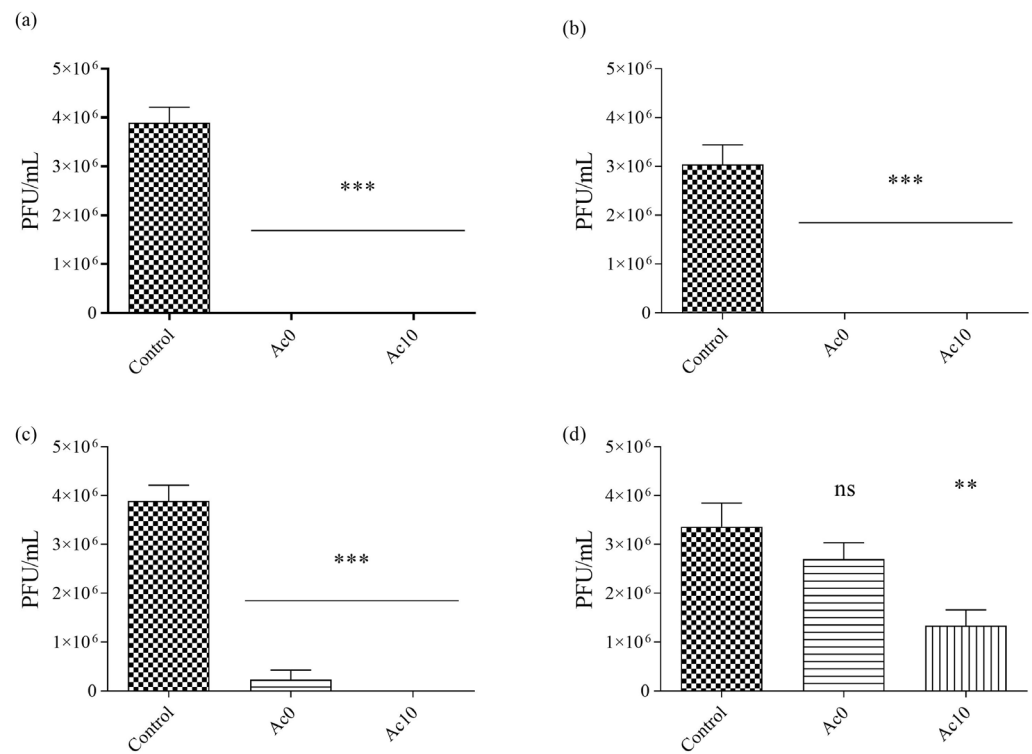 (a)
PFU/mL
5×10⁶
4×10⁶
3×10⁶
2×10⁶
1×10⁶
0
***
Control
Ac0
Ac10
(b)
PFU/mL
5×10⁶
4×10⁶
3×10⁶
2×10⁶
1×10⁶
0
***
Control
Ac0
Ac10
(c)
PFU/mL
5×10⁶
4×10⁶
3×10⁶
2×10⁶
1×10⁶
0
***
Control
Ac0
Ac10
(d)
PFU/mL
5×10⁶
4×10⁶
3×10⁶
2×10⁶
1×10⁶
0
ns
**
Control
Ac0
Ac10